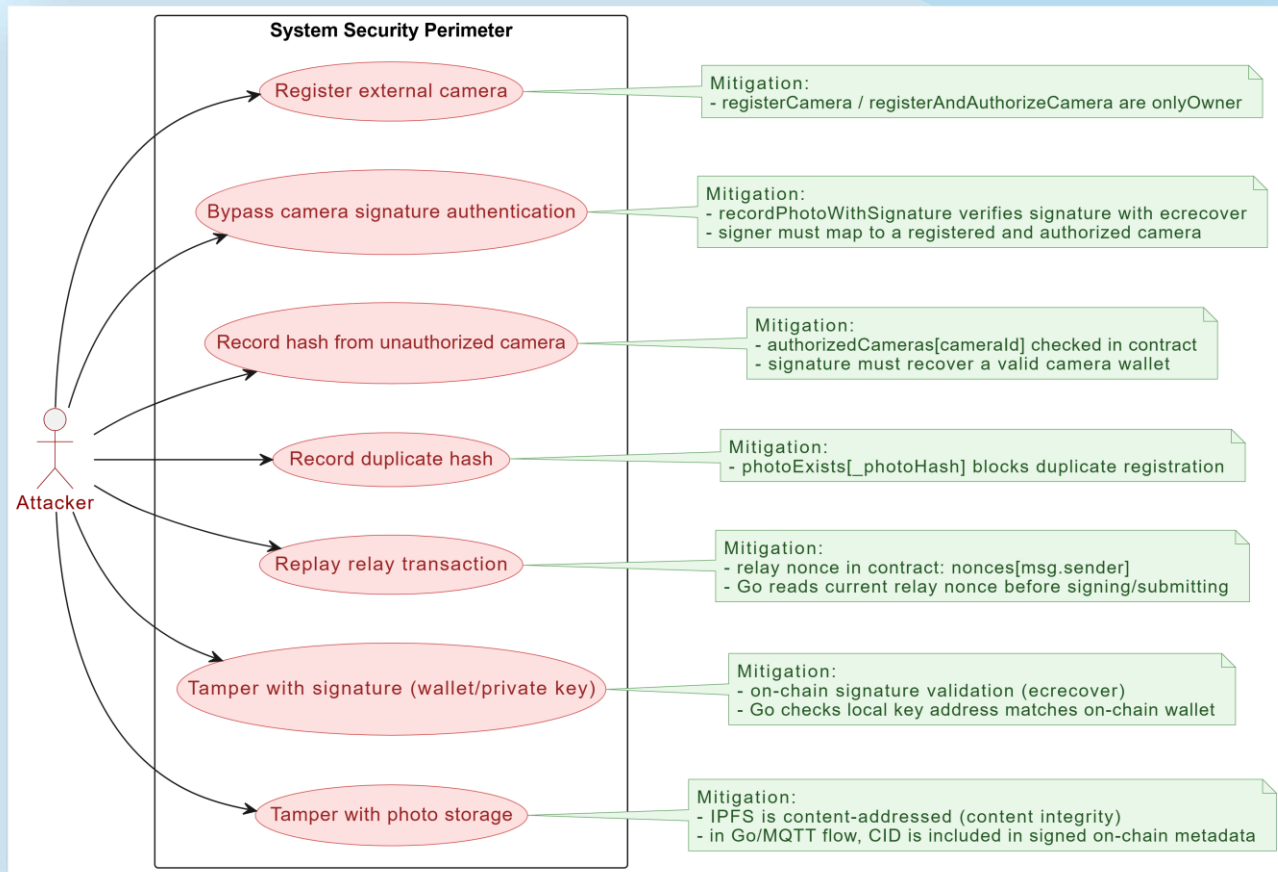 System Security Perimeter
Register external camera
Mitigation:
- registerCamera / registerAndAuthorizeCamera are onlyOwner
Bypass camera signature authentication
Mitigation:
- recordPhotoWithSignature verifies signature with ecrecover
- signer must map to a registered and authorized camera
Record hash from unauthorized camera
Mitigation:
- authorizedCameras[cameraId] checked in contract
- signature must recover a valid camera wallet
Attacker
Record duplicate hash
Mitigation:
- photoExists[_photoHash] blocks duplicate registration
Replay relay transaction
Mitigation:
- relay nonce in contract: nonces[msg.sender]
- Go reads current relay nonce before signing/submitting
Tamper with signature (wallet/private key)
Mitigation:
- on-chain signature validation (ecrecover)
- Go checks local key address matches on-chain wallet
Tamper with photo storage
Mitigation:
- IPFS is content-addressed (content integrity)
- in Go/MQTT flow, CID is included in signed on-chain metadata